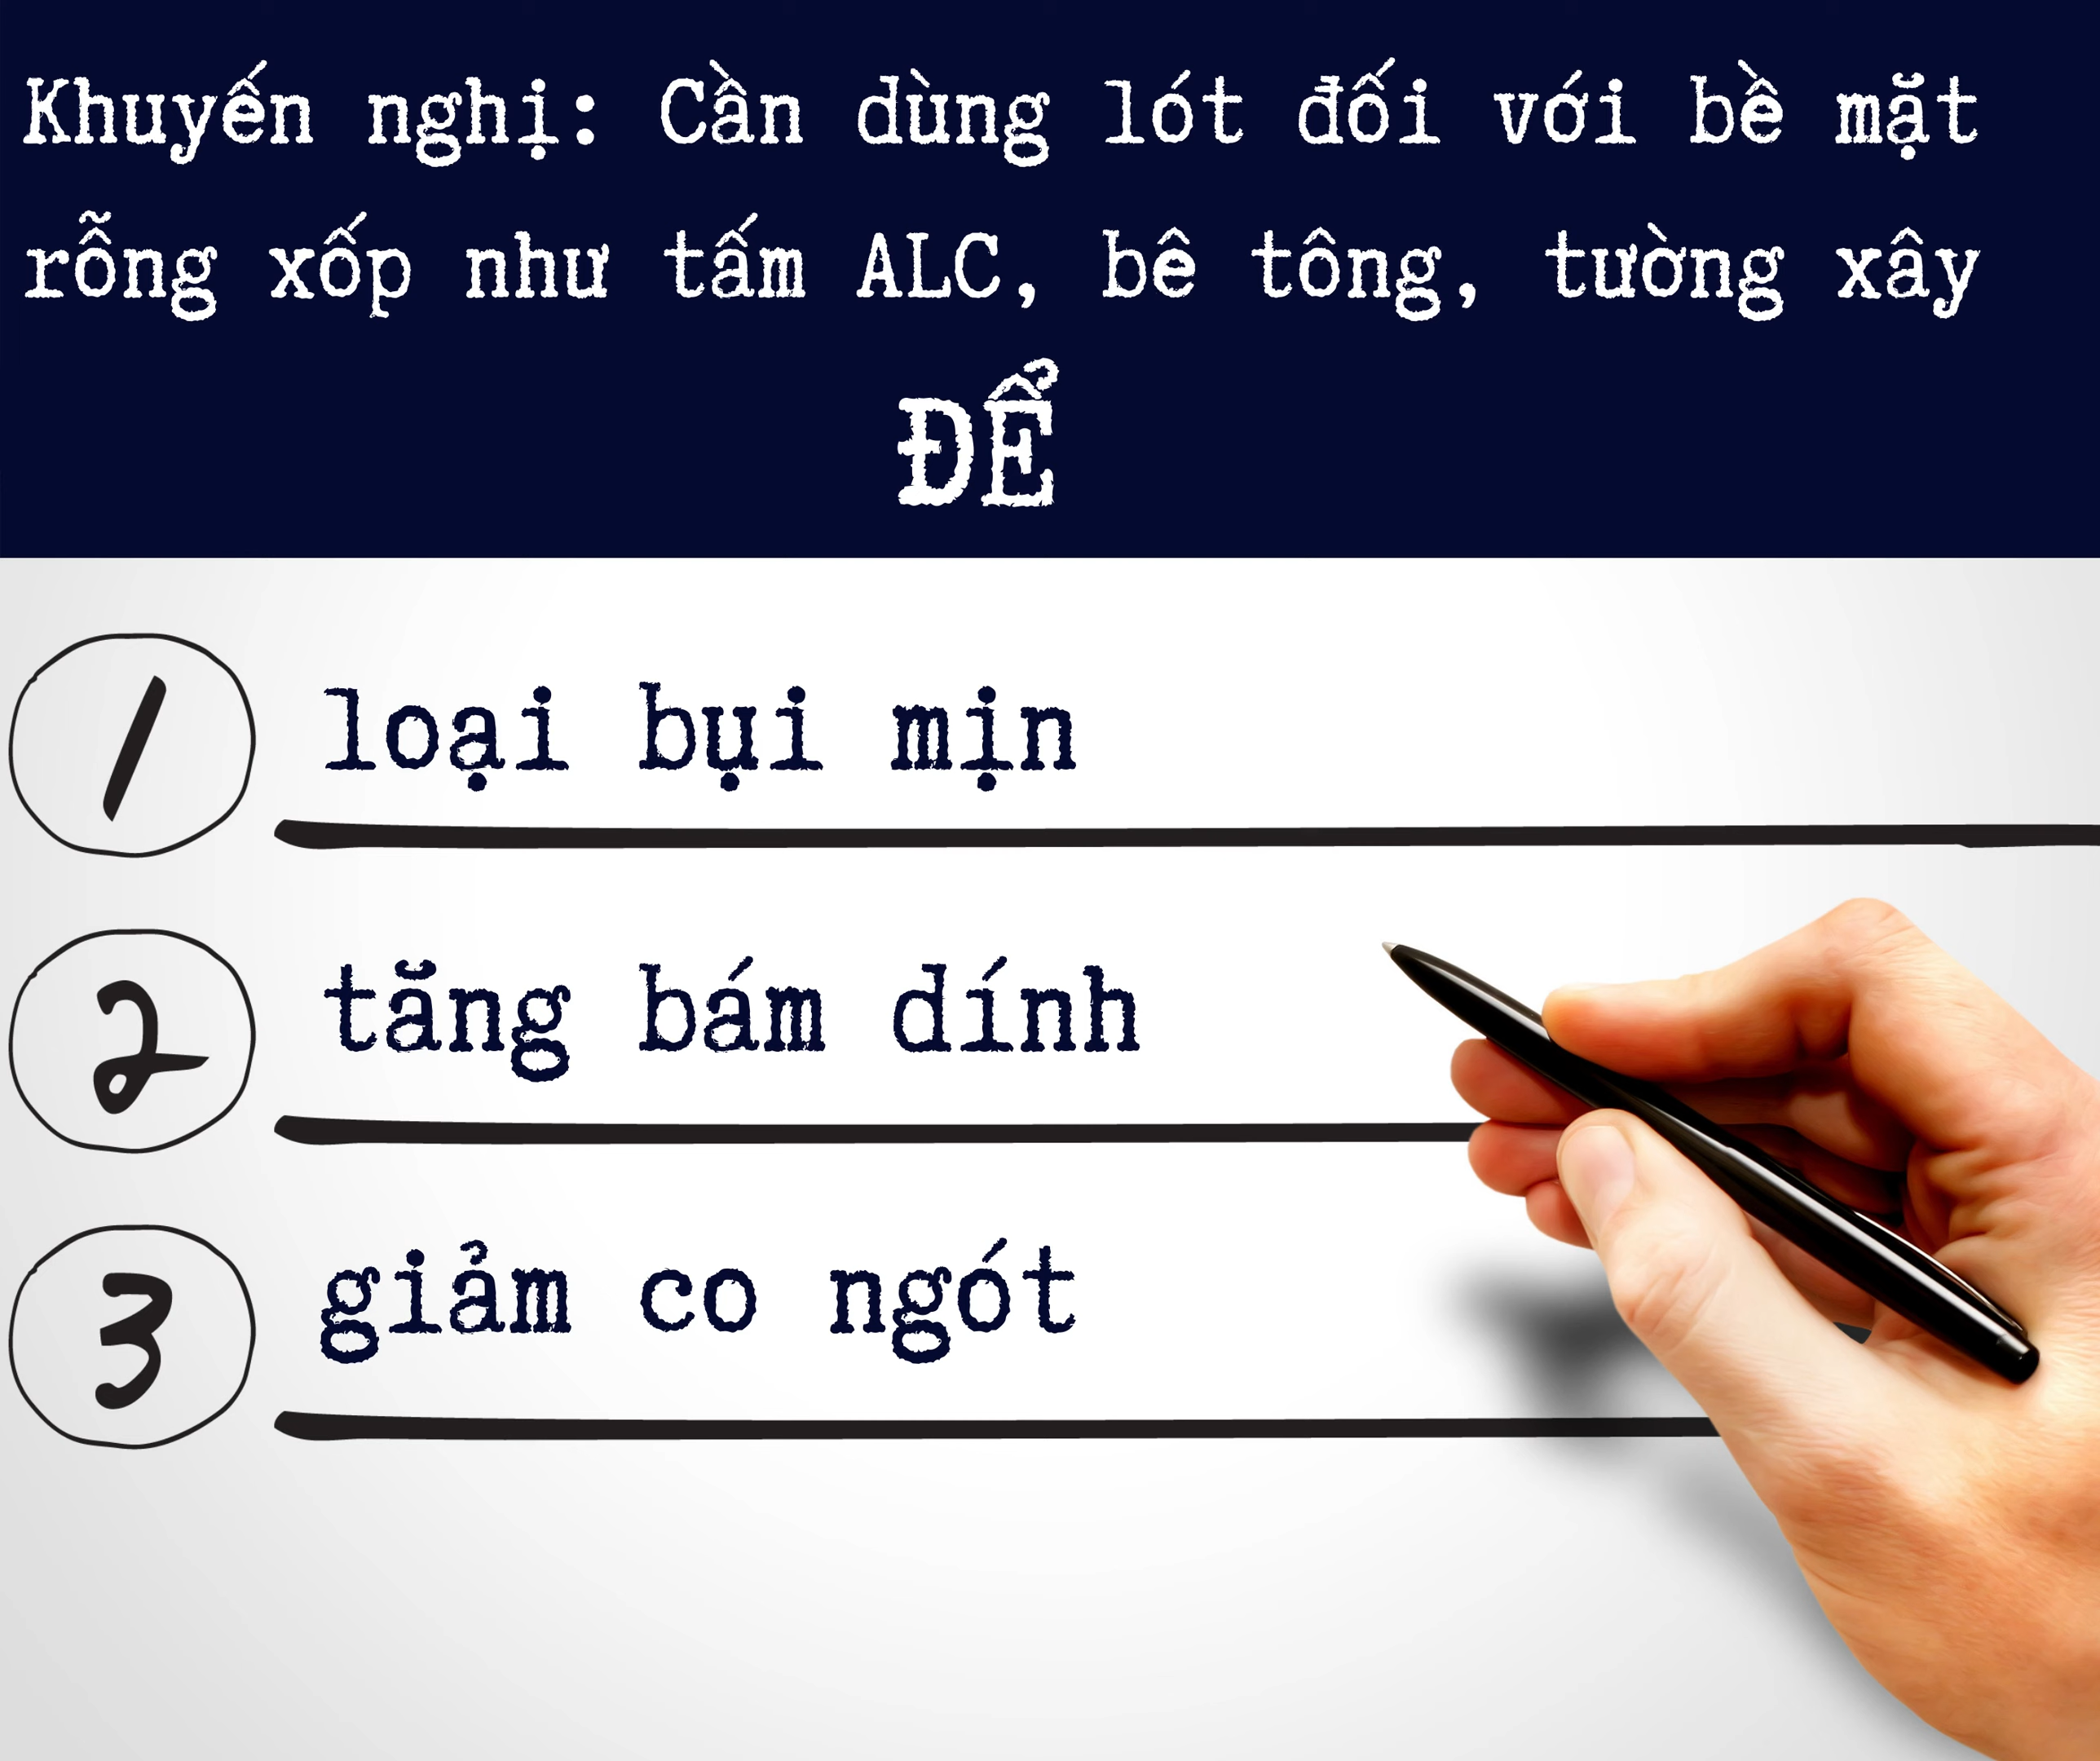 Khuyến nghị: Cần dùng lót đối với bề mặt
rỗng xốp như tấm ALC, bê tông, tường xây
ĐỂ
1 loại bụi mịn
2 tăng bám dính
3 giảm co ngót